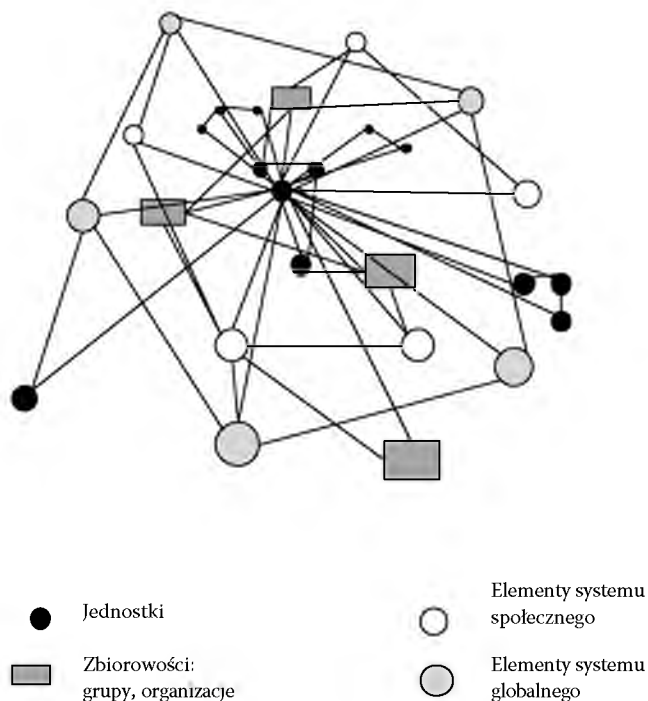 Jednostki
Zbiorowości:
grupy, organizacje
Elementy systemu
społecznego
Elementy systemu
globalnego